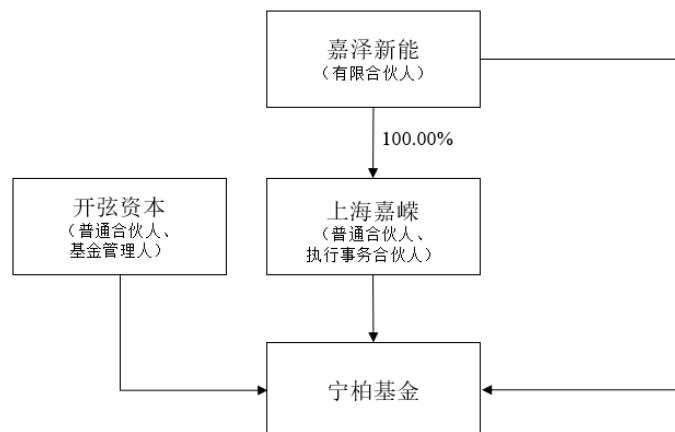 嘉泽新能
（有限合伙人）
100.00%
开弦资本
（普通合伙人、
基金管理人）
上海嘉嵘
（普通合伙人、
执行事务合伙人）
宁柏基金